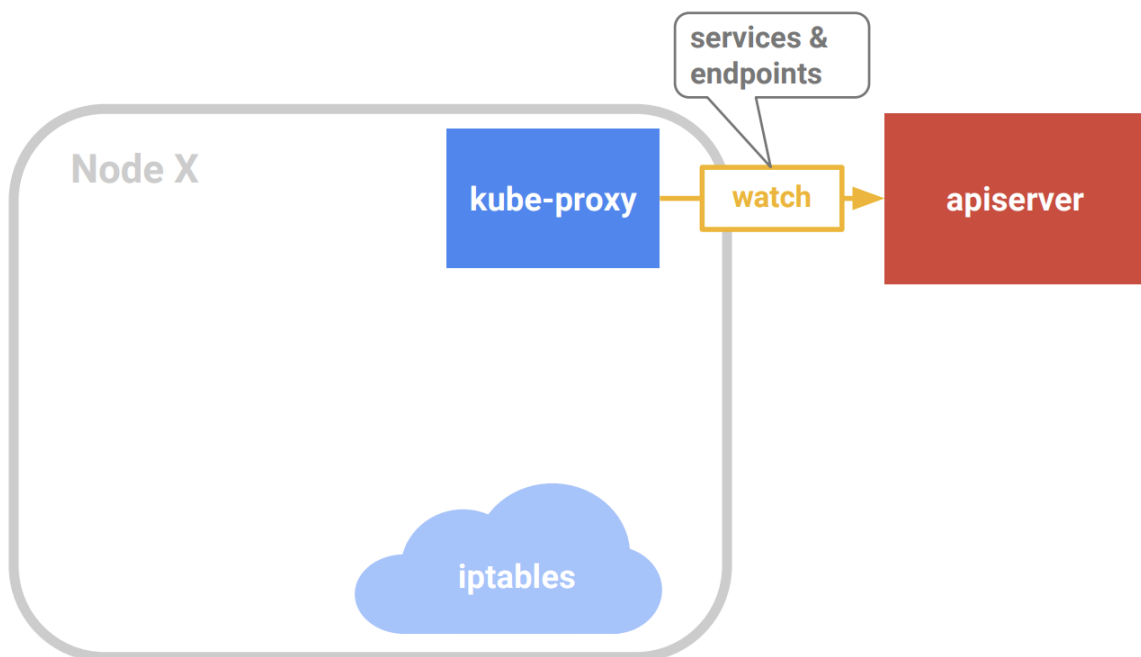 services &
endpoints
Node X
kube-proxy
watch
apiserver
iptables